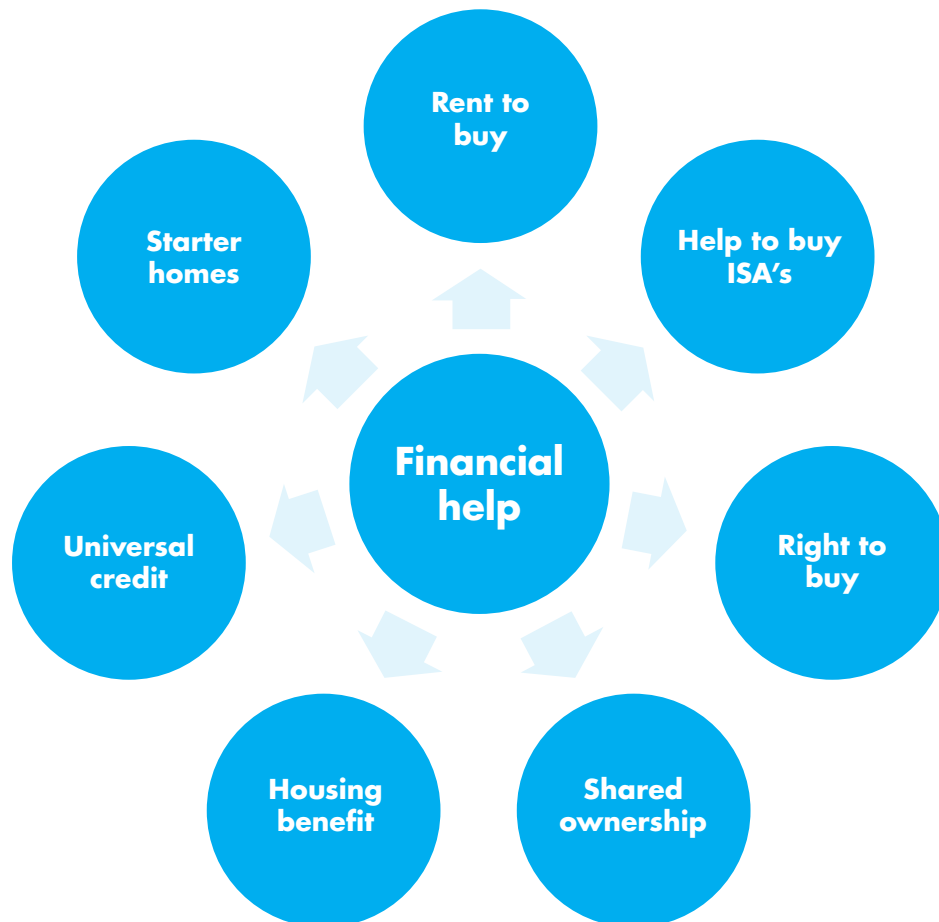 Rent to
buy
Help to buy
ISA's
Right to
buy
Shared
ownership
Housing
benefit
Universal
credit
Starter
homes
Financial
help